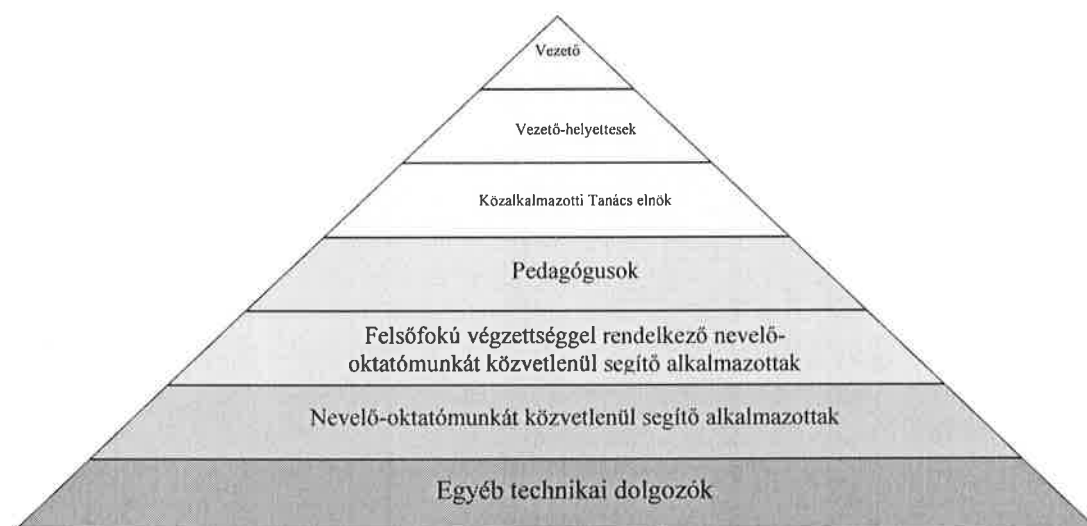 Vezető
Vezető-helyettesek
Közalkalmazotti Tanács elnök
Pedagógusok
Felsőfokú végzettséggel rendelkező nevelő-
oktatómunkát közvetlenül segítő alkalmazottak
Nevelő-oktatómunkát közvetlenül segítő alkalmazottak
Egyéb technikai dolgozók